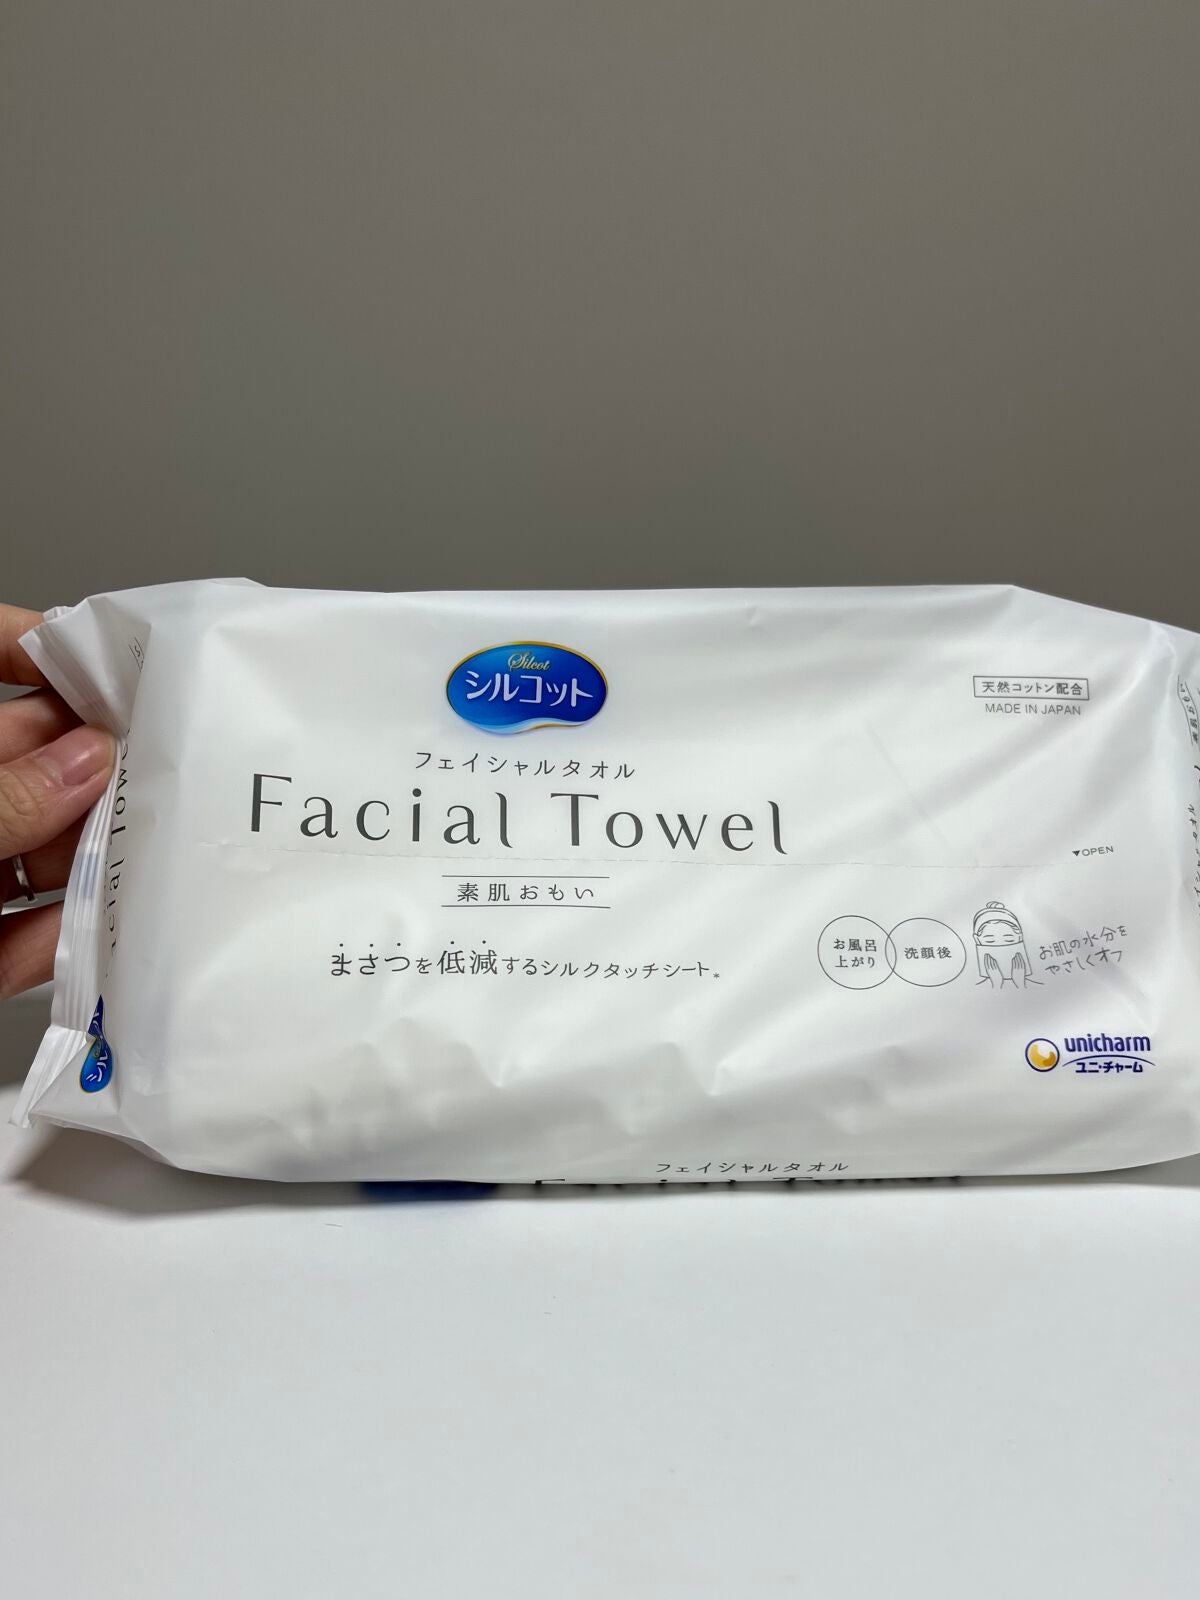 Silcot
シルコット
天然コットン配合
MADE IN JAPAN
フェイシャルタオル
Facial Towel
▼OPEN
素肌おもい
まさつを低減するシルクタッチシート*
お風呂
上がり
洗顔後
お肌の水分を
やさしくオフ
unicharm
ユニ・チャーム
フェイシャルタオル
Facial Towel